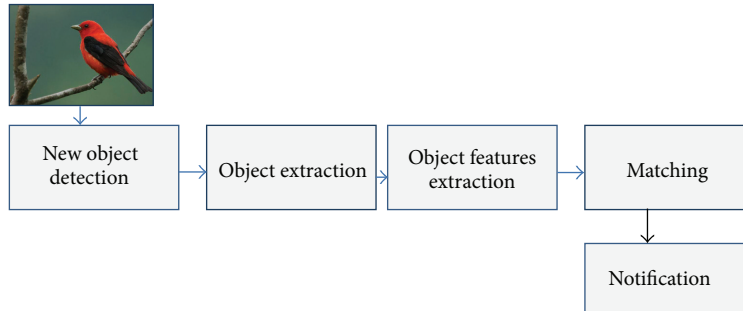 New object
detection
Object extraction
Object features
extraction
Matching
Notification